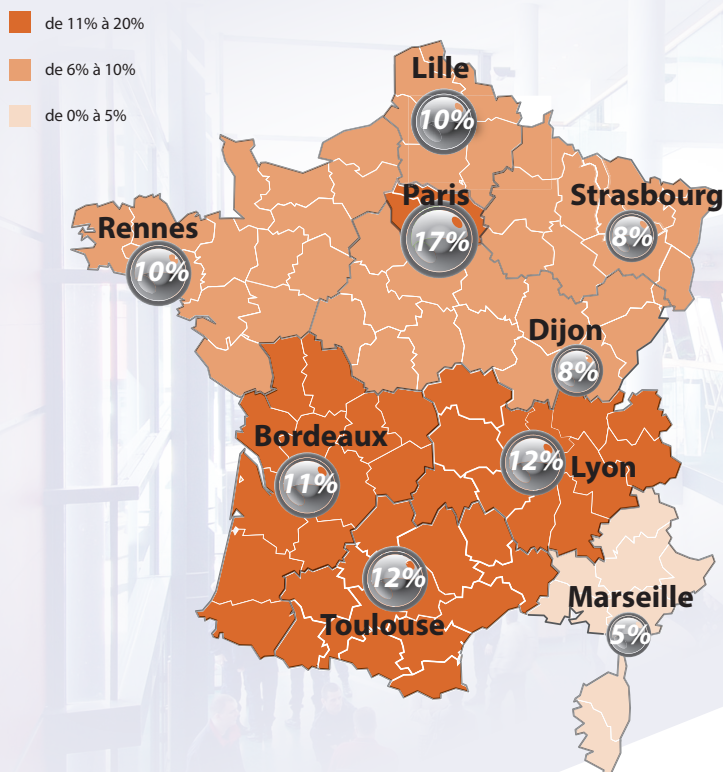 de 11% à 20%
de 6% à 10%
de 0% à 5%
Lille
10%
Paris
17%
Strasbourg
8%
Rennes
10%
Dijon
8%
Bordeaux
11%
12%
Lyon
12%
Toulouse
Marseille
5%